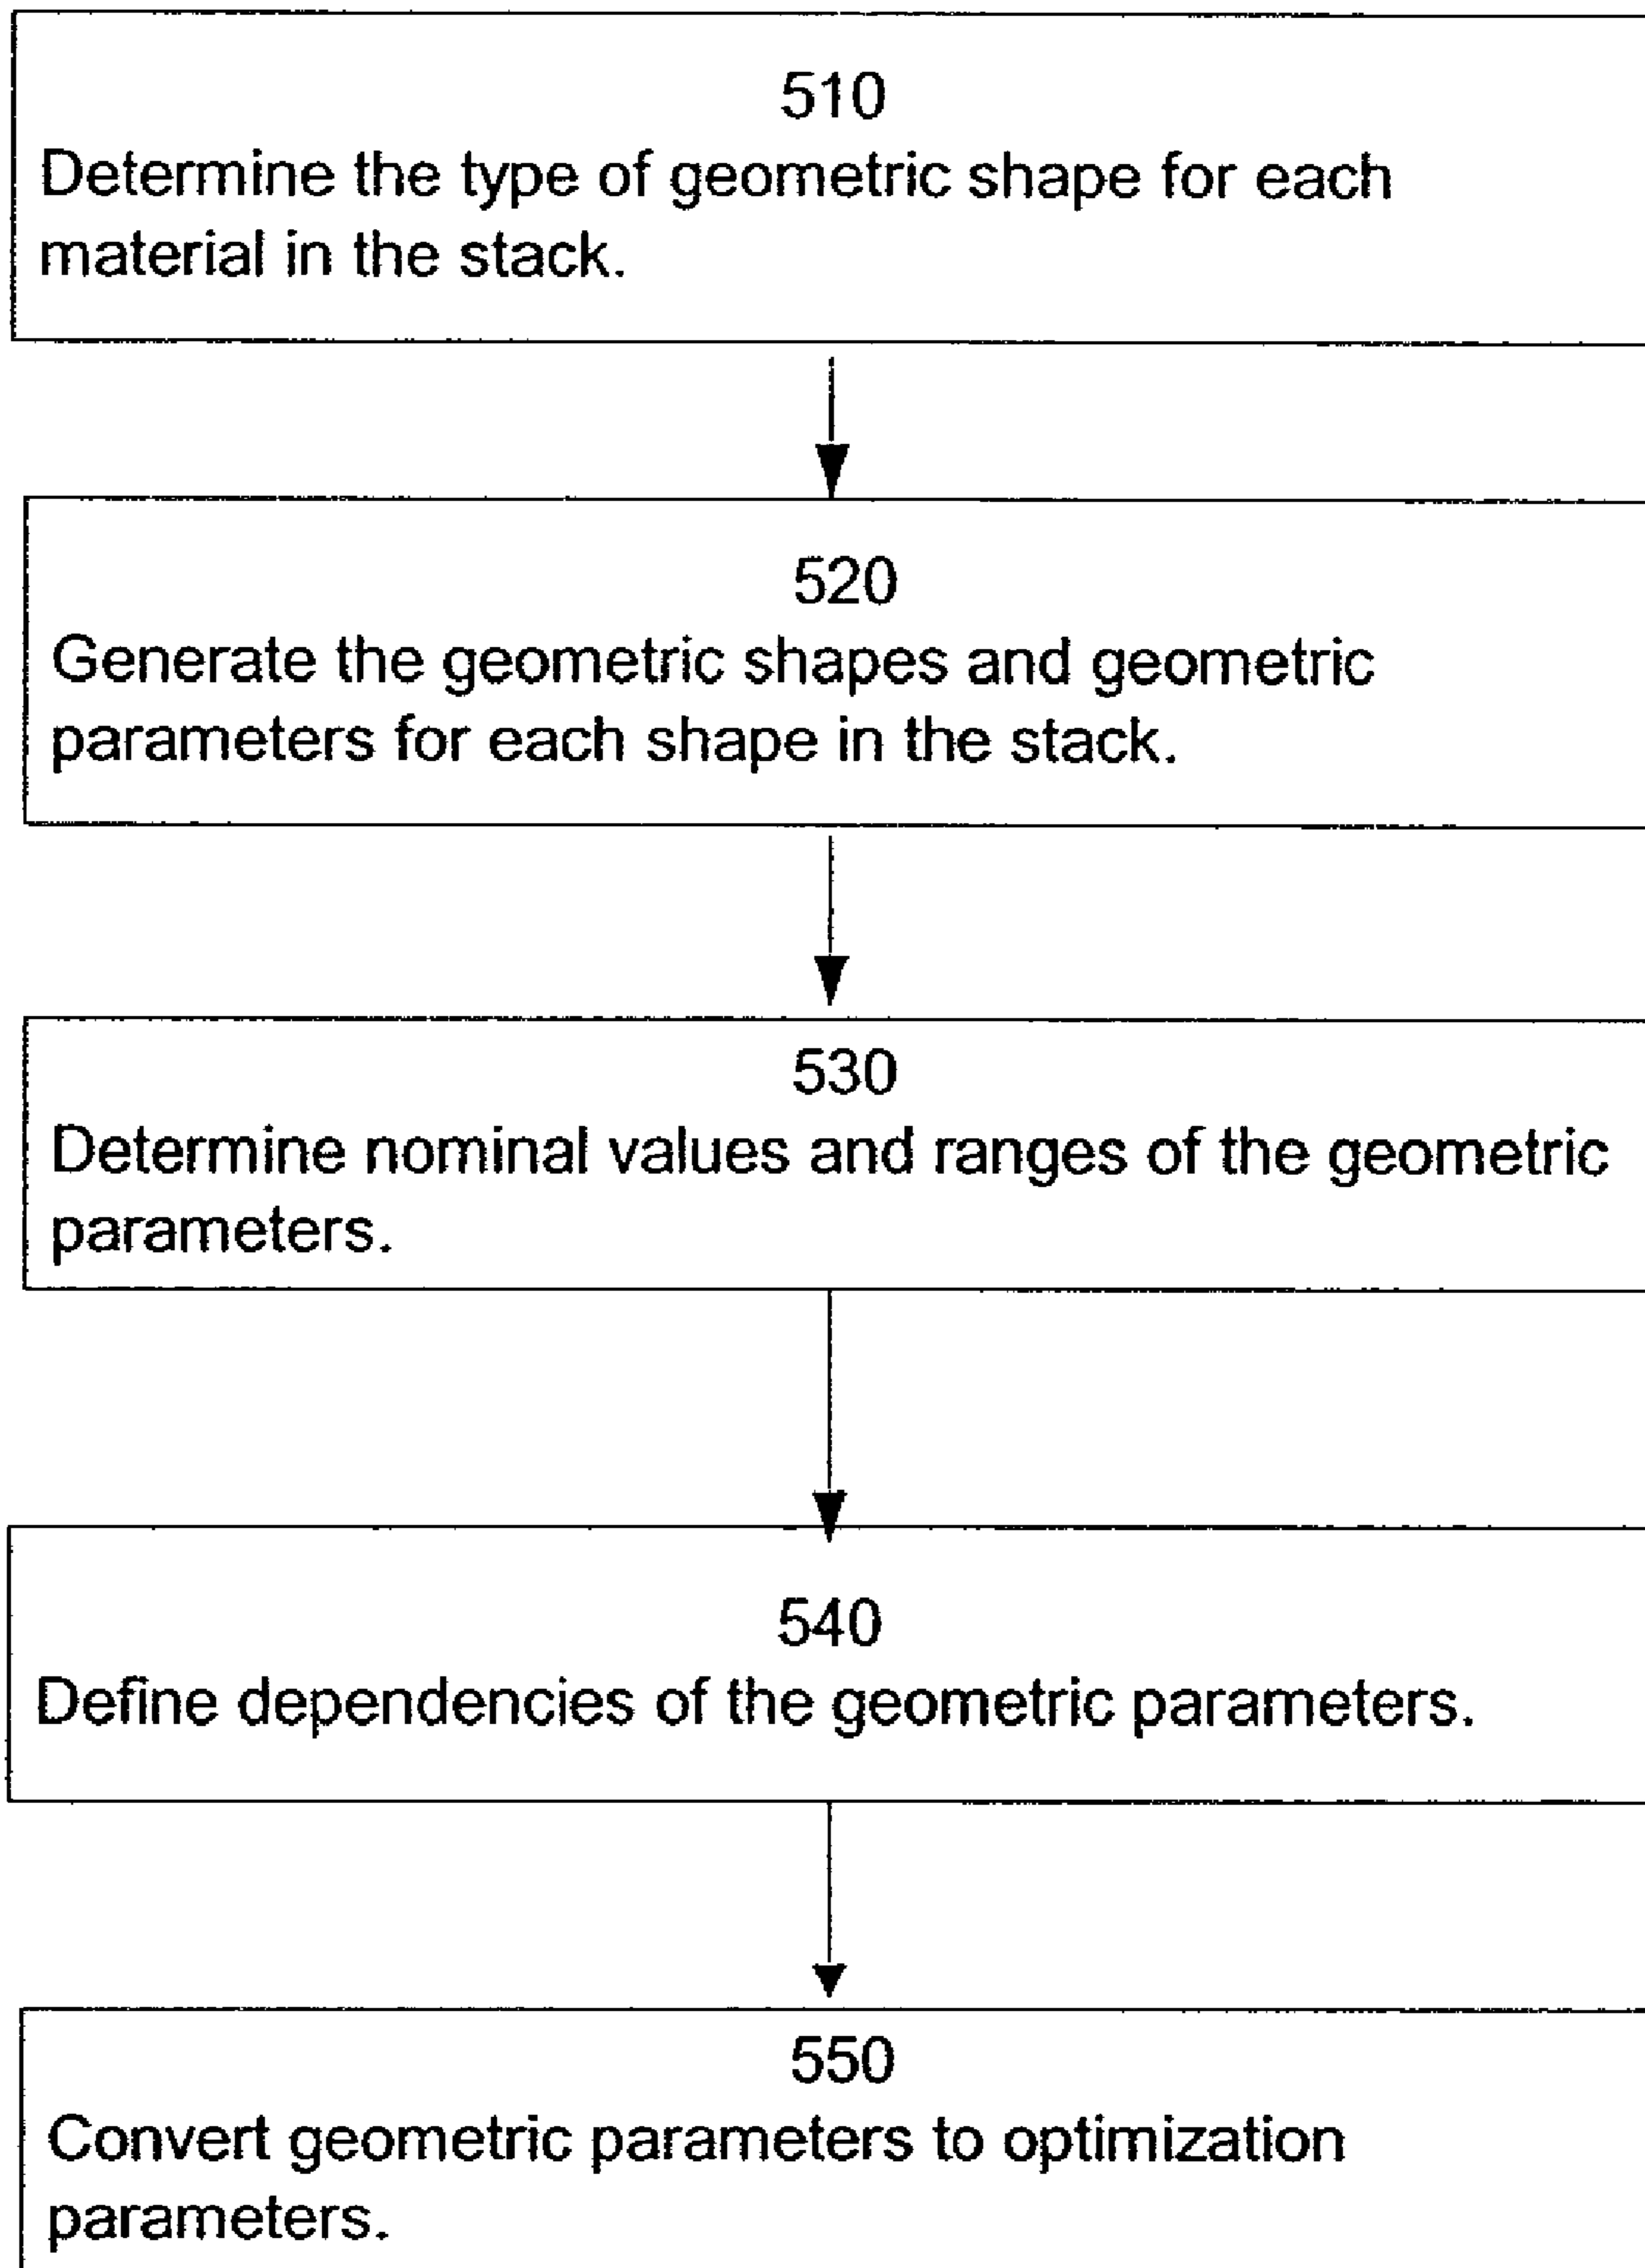 510
Determine the type of geometric shape for each
material in the stack.
520
Generate the geometric shapes and geometric
parameters for each shape in the stack.
530
Determine nominal values and ranges of the geometric
parameters.
540
Define dependencies of the geometric parameters.
550
Convert geometric parameters to optimization
parameters.